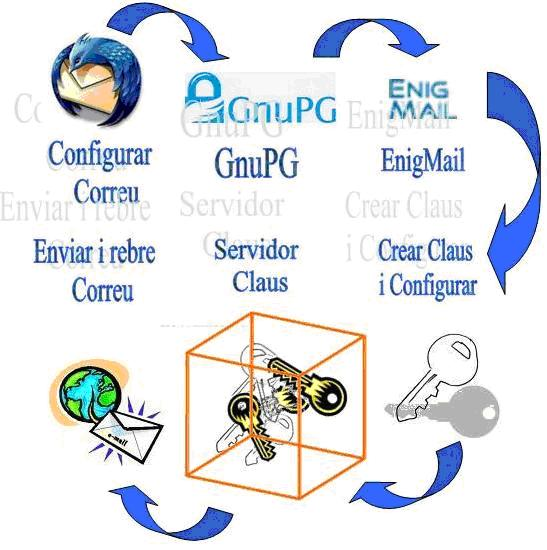 GnuPG
ENIG
MAIL
Configurar
Correu
GnuPG
EnigMail
Enviar i rebre
Correu
Servidor
Claus
Crear Claus
i Configurar
e-mail